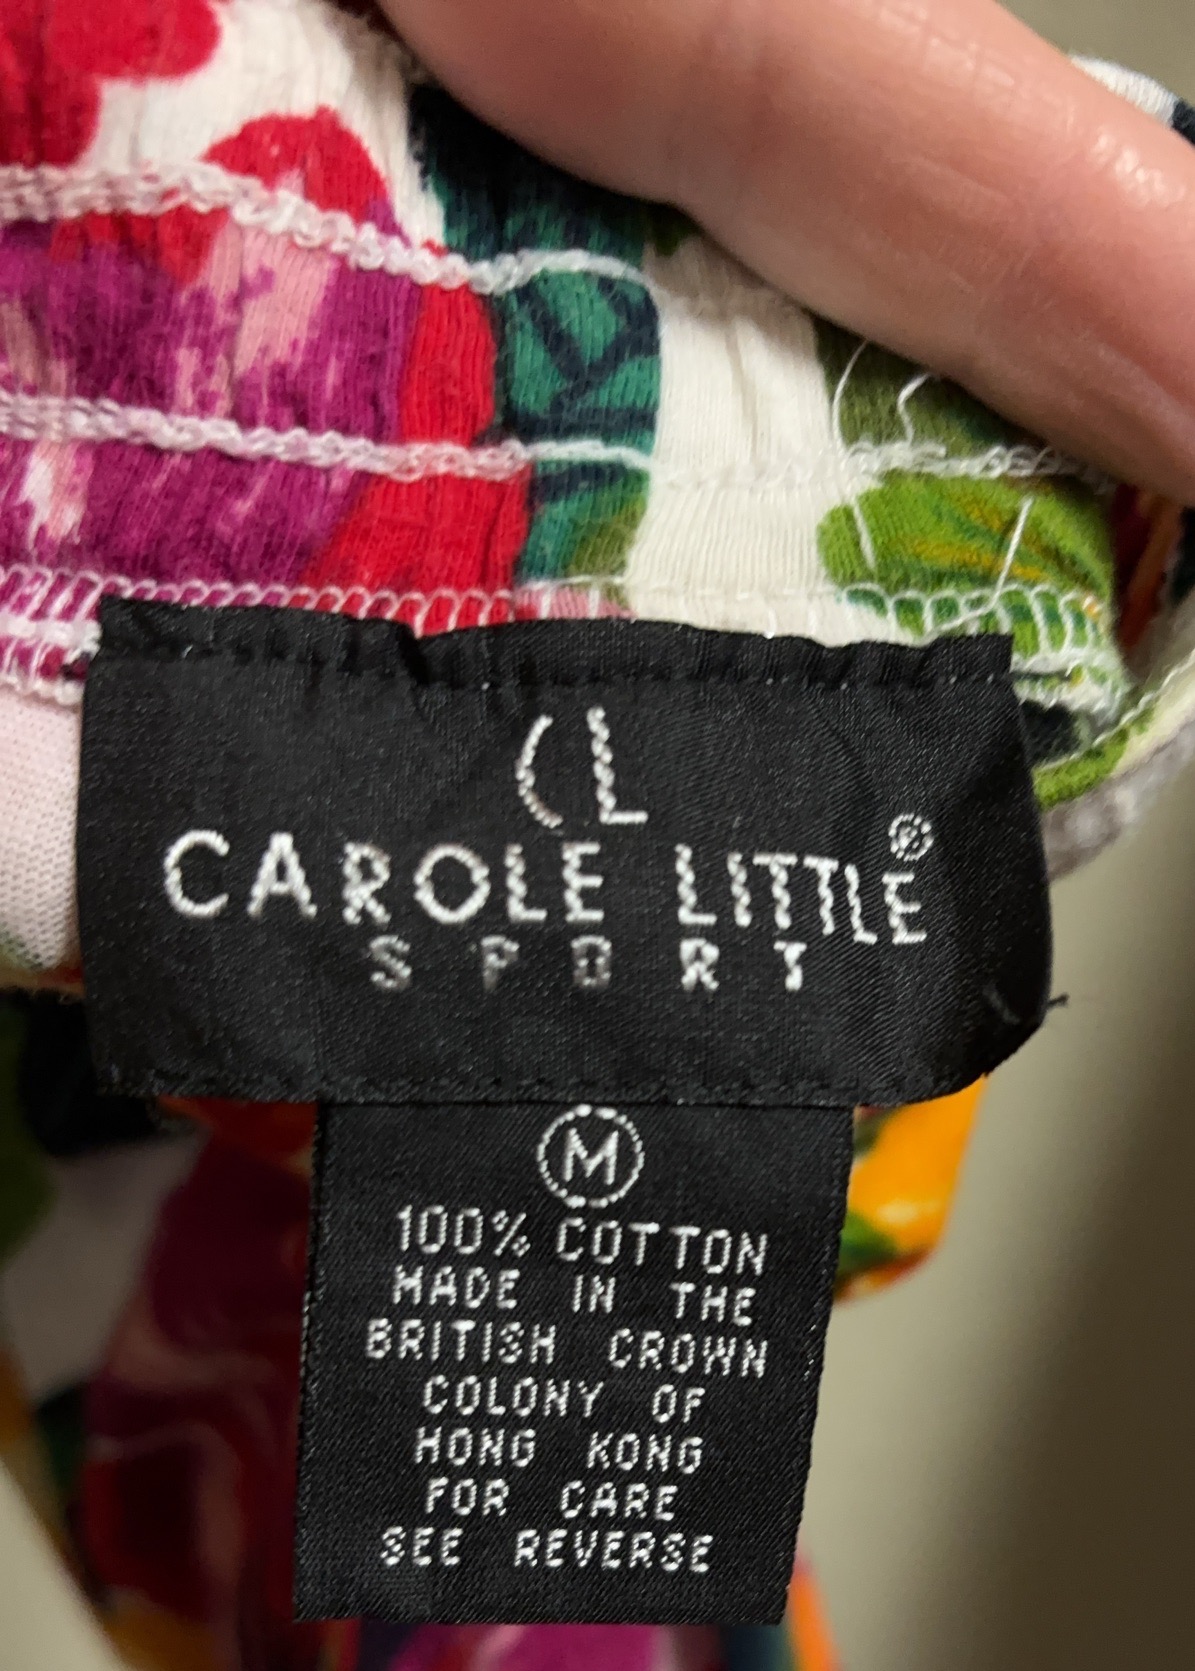 CL
CAROLE LITTLE®
SPORT
M
100% COTTON
MADE IN THE
BRITISH CROWN
COLONY OF
HONG KONG
FOR CARE
SEE REVERSE